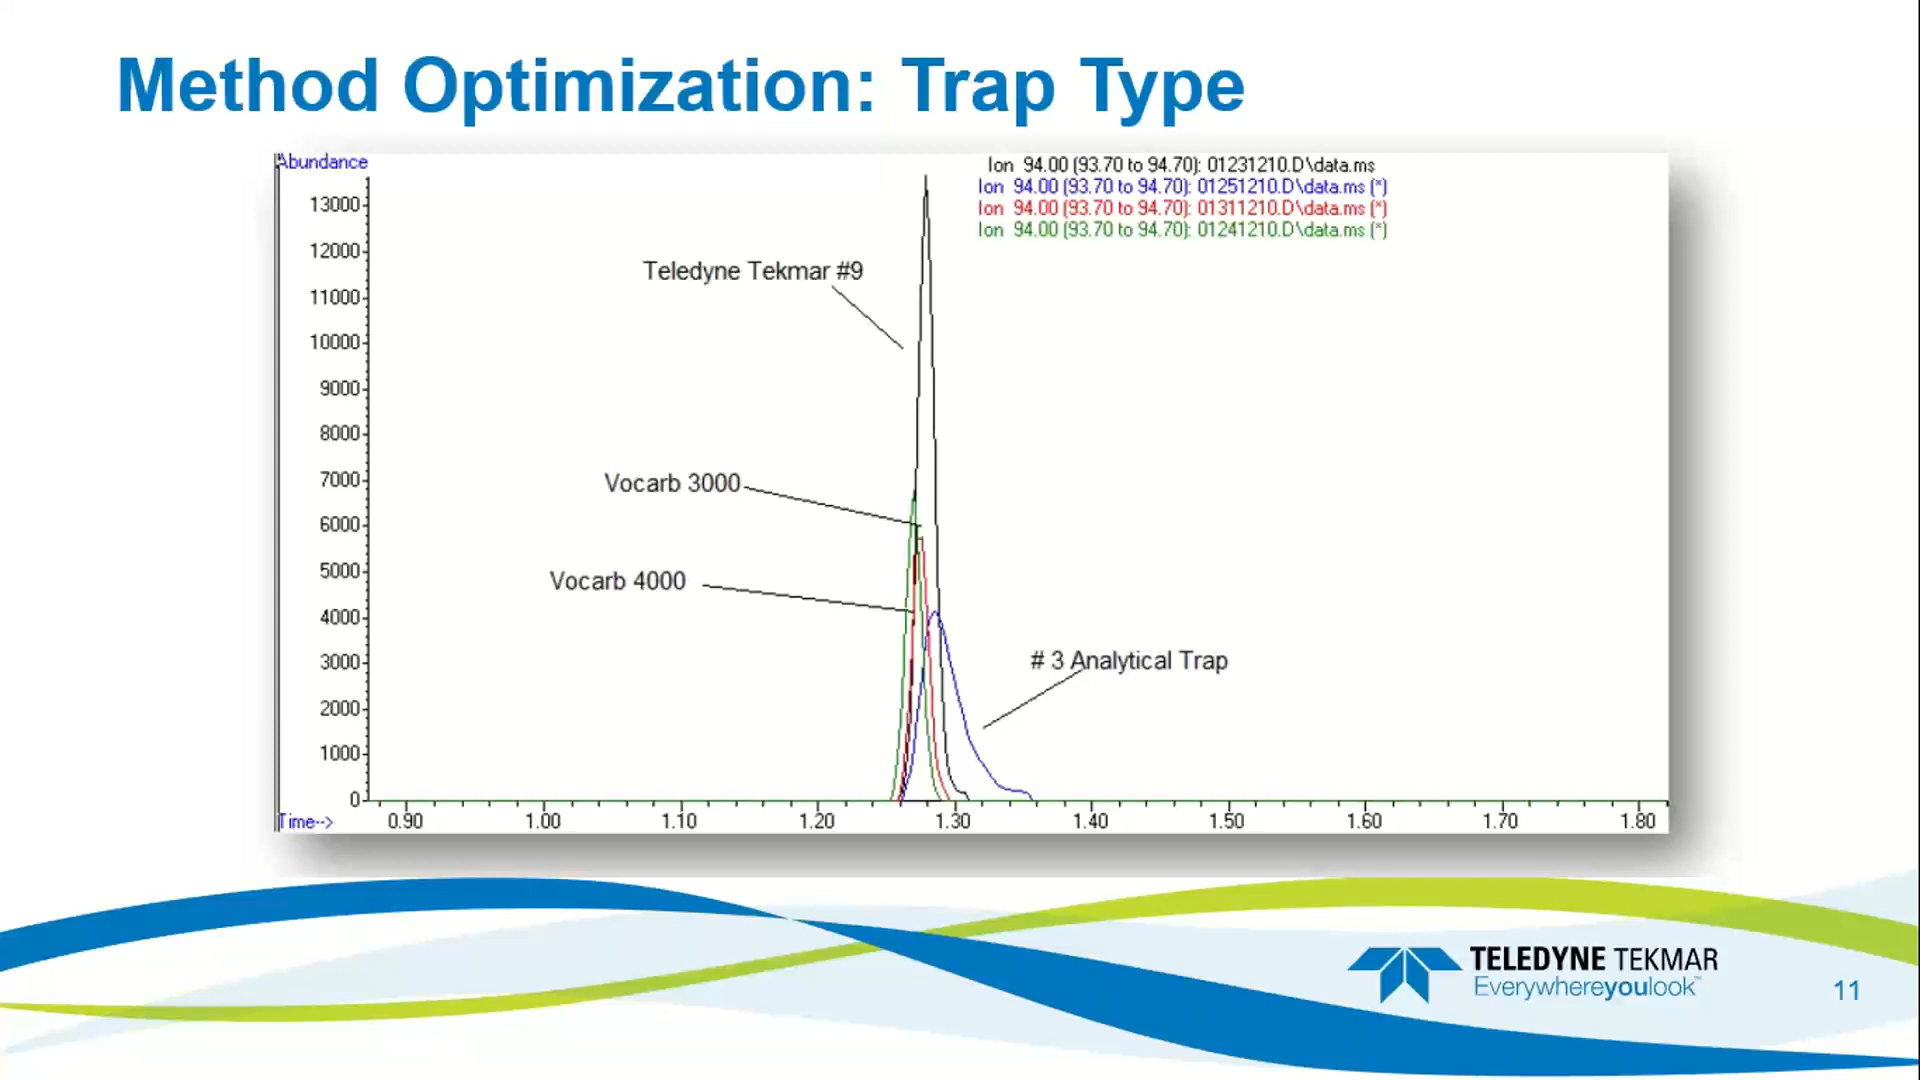 Method Optimization: Trap Type
Abundance
Ion 94.00 (93.70 to 94.70): 01231210.D\data.ms
Ion 94.00 (93.70 to 94.70): 01251210.D\data.ms (*)
Ion 94.00 (93.70 to 94.70): 01311210.D\data.ms (*)
Ion 94.00 (93.70 to 94.70): 01241210.D\data.ms (*)
13000
12000
11000
10000
9000
8000
7000
6000
5000
4000
3000
2000
1000
0
Teledyne Tekmar #9
Vocarb 3000
Vocarb 4000
# 3 Analytical Trap
Time-->
0.90 1.00 1.10 1.20 1.30 1.40 1.50 1.60 1.70 1.80
TELEDYNE TEKMAR
Everywhereyoulook™
11